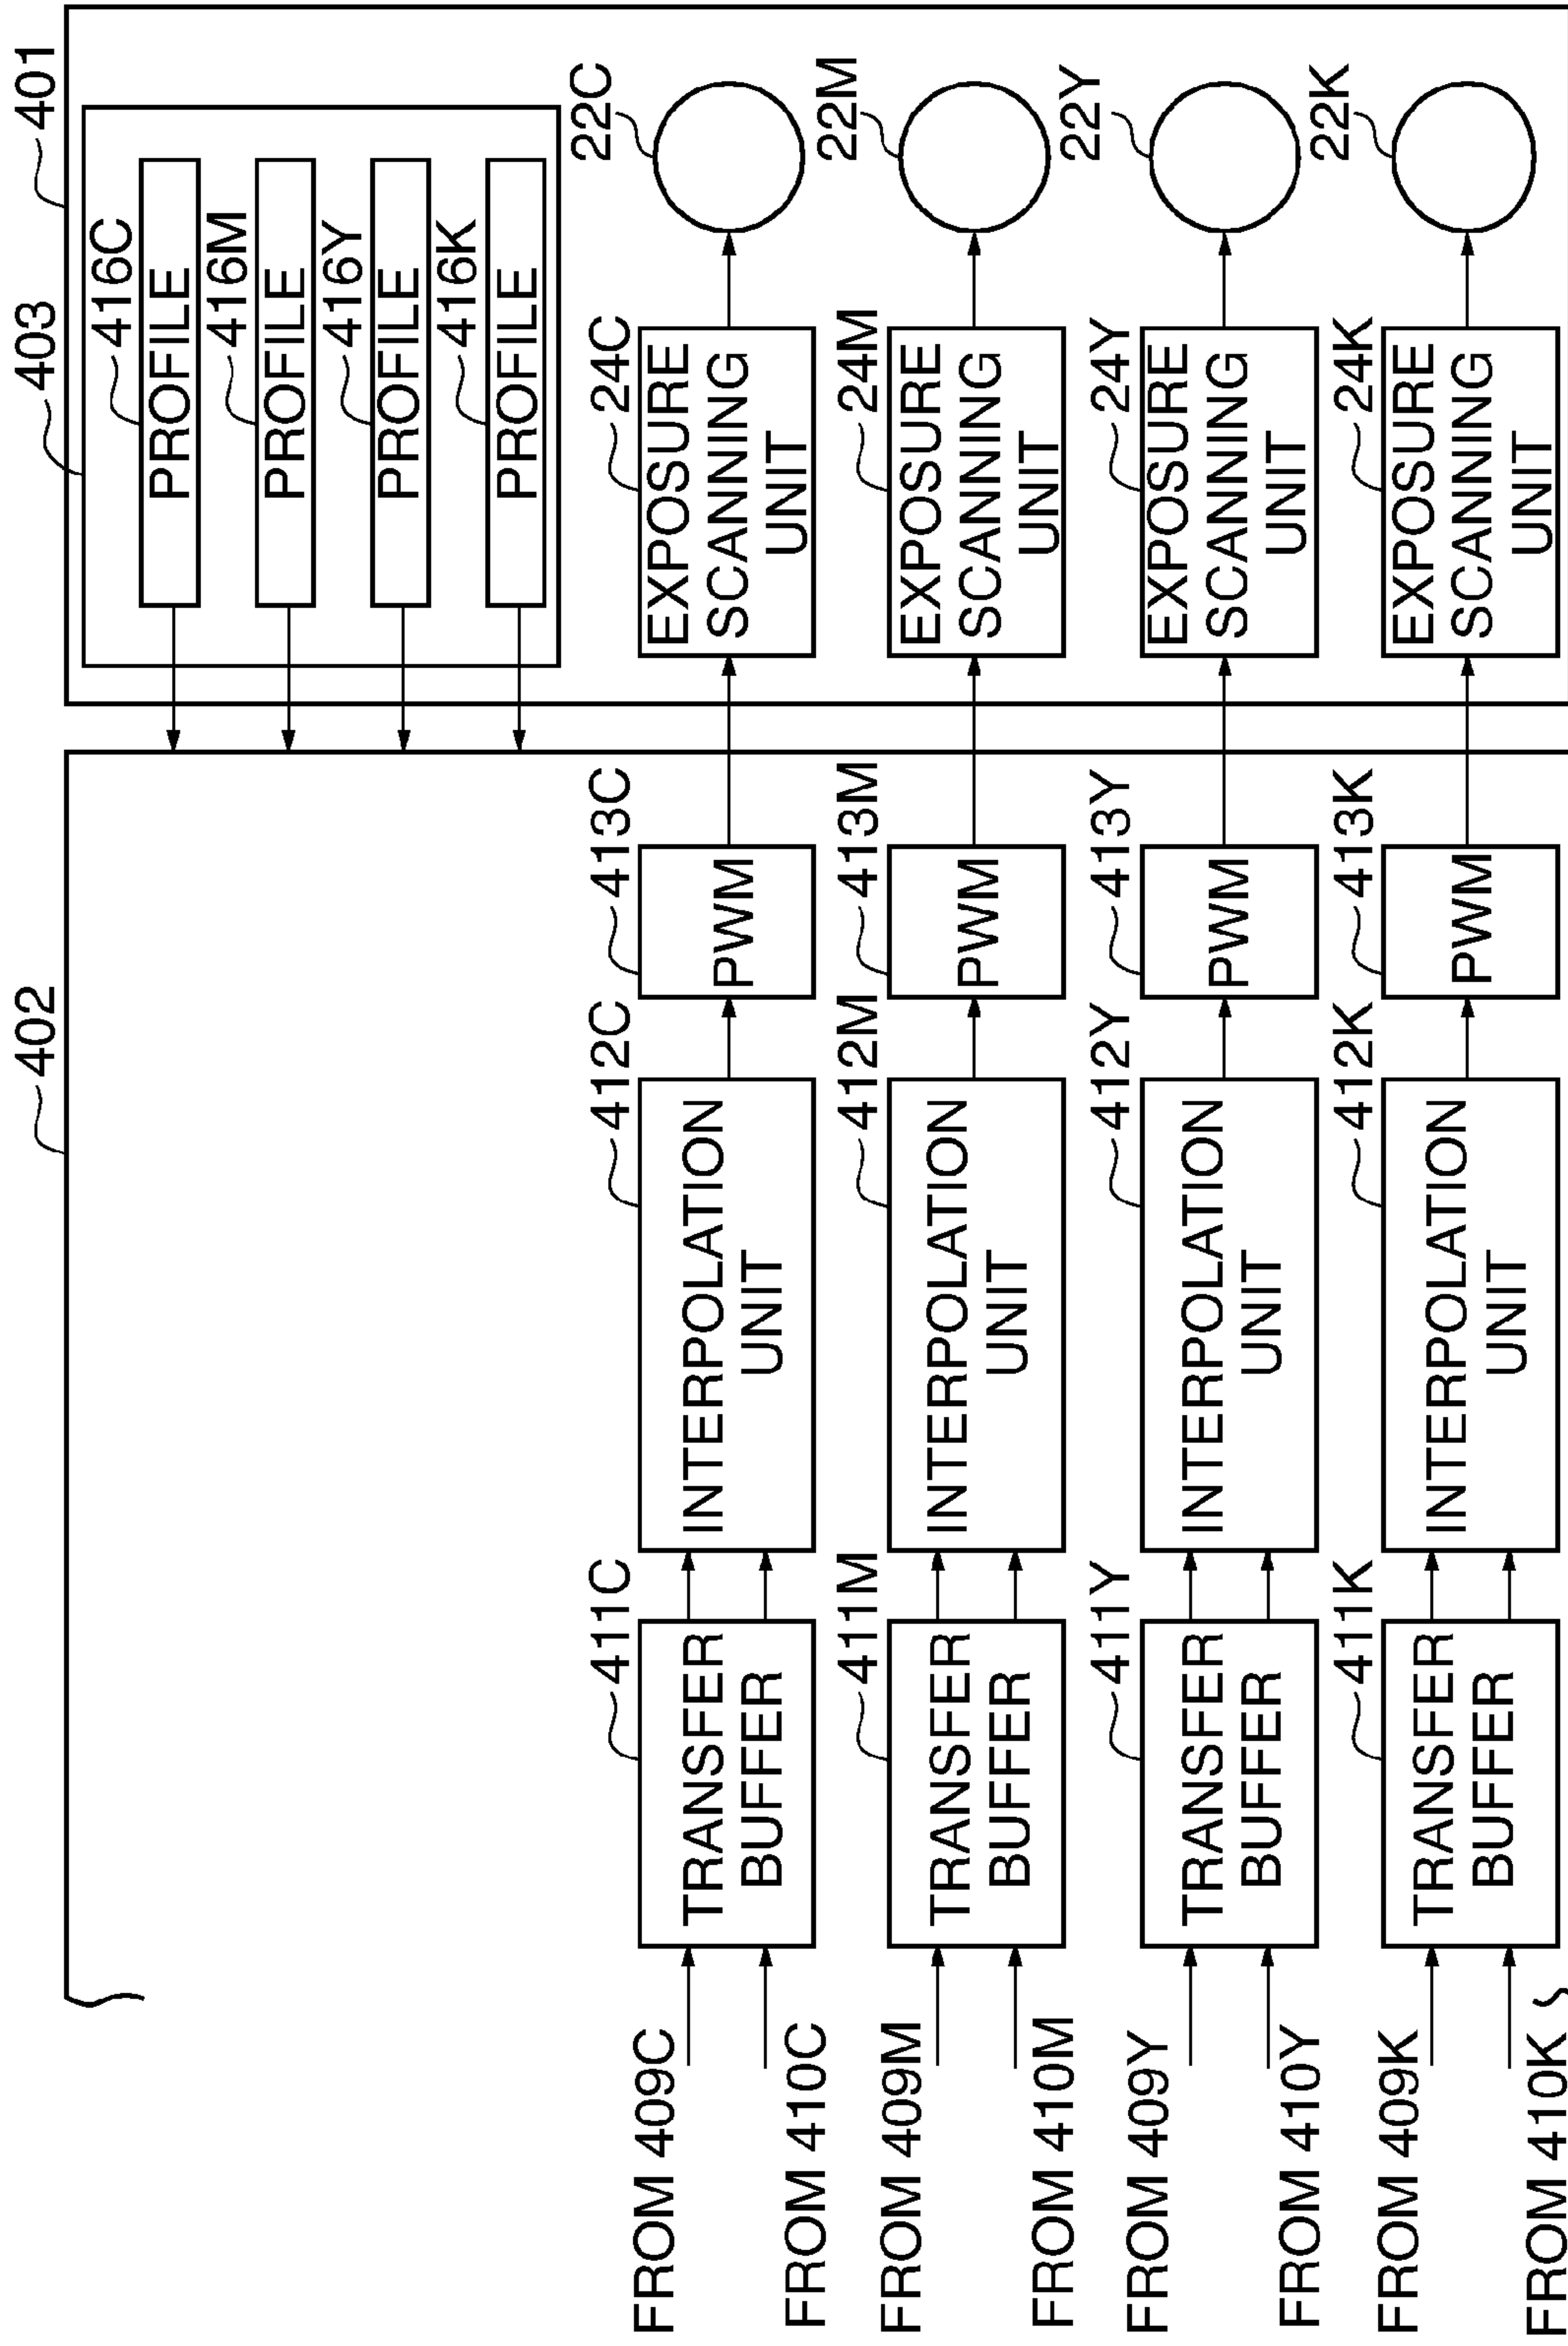 402
403
401
416C
PROFILE
416M
PROFILE
416Y
PROFILE
416K
PROFILE
FROM 409C
FROM 410C
411C
TRANSFER
BUFFER
412C
INTERPOLATION
UNIT
413C
PWM
24C
EXPOSURE
SCANNING
UNIT
22C
FROM 409M
FROM 410M
411M
TRANSFER
BUFFER
412M
INTERPOLATION
UNIT
413M
PWM
24M
EXPOSURE
SCANNING
UNIT
22M
FROM 409Y
FROM 410Y
411Y
TRANSFER
BUFFER
412Y
INTERPOLATION
UNIT
413Y
PWM
24Y
EXPOSURE
SCANNING
UNIT
22Y
FROM 409K
FROM 410K
411K
TRANSFER
BUFFER
412K
INTERPOLATION
UNIT
413K
PWM
24K
EXPOSURE
SCANNING
UNIT
22K